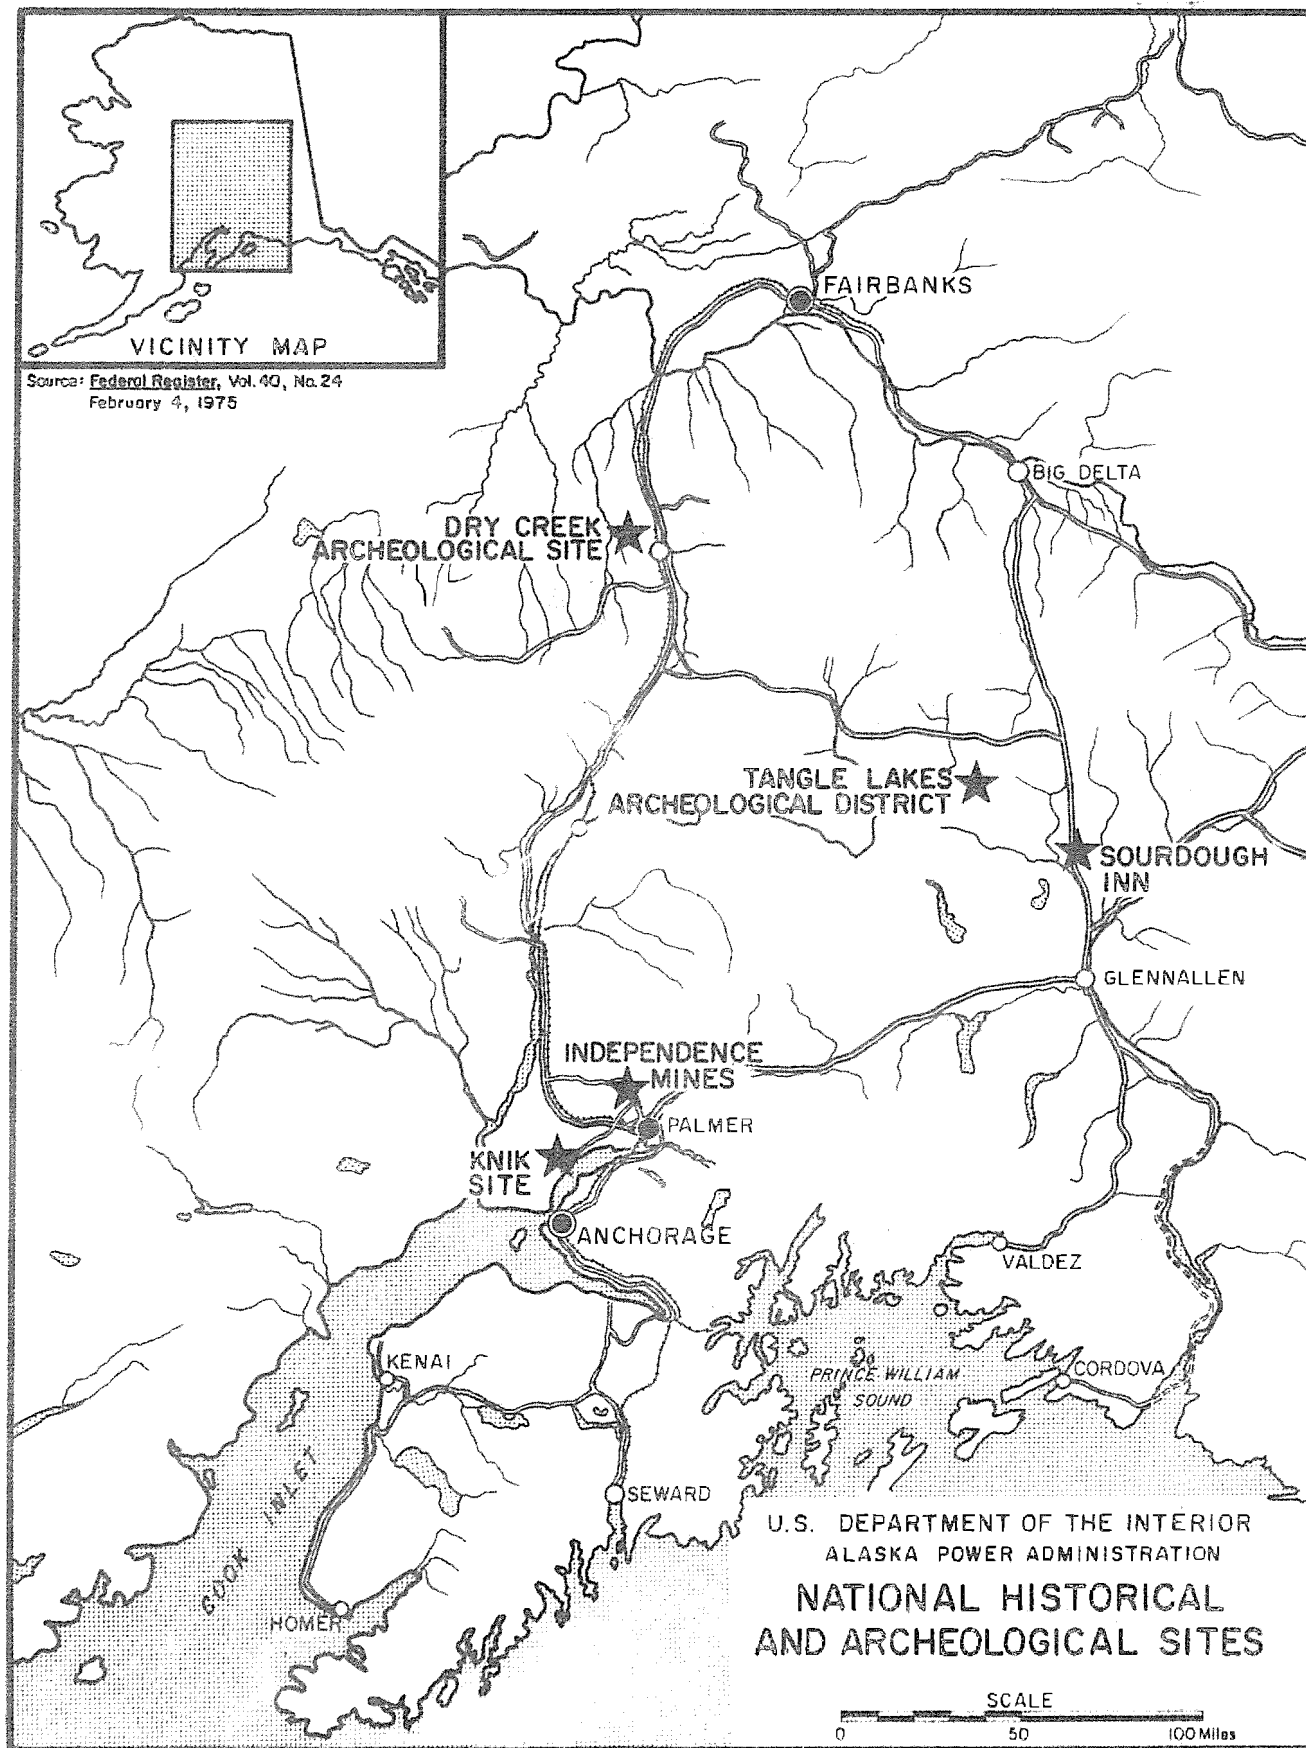 VICINITY MAP
Source: Federal Register, Vol. 40, No. 24
February 4, 1975
FAIRBANKS
BIG DELTA
DRY CREEK
ARCHEOLOGICAL SITE
TANGLE LAKES
ARCHEOLOGICAL DISTRICT
SOURDOUGH
INN
GLENNALLEN
INDEPENDENCE
MINES
PALMER
KNIK
SITE
ANCHORAGE
VALDEZ
KENAI
PRINCE WILLIAM
SOUND
CORDOVA
COOK INLET
SEWARD
HOMER
U.S. DEPARTMENT OF THE INTERIOR
ALASKA POWER ADMINISTRATION
NATIONAL HISTORICAL
AND ARCHEOLOGICAL SITES
SCALE
0 50 100 Miles